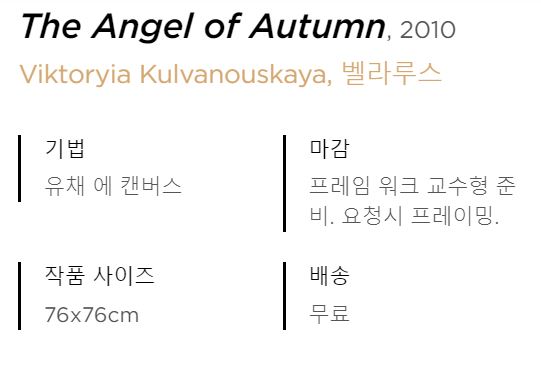 The Angel of Autumn, 2010
Viktoryia Kulvanouskaya, 벨라루스
기법
유채 에 캔버스
마감
프레임 워크 교수형 준
비. 요청시 프레이밍.
작품 사이즈
76x76cm
배송
무료